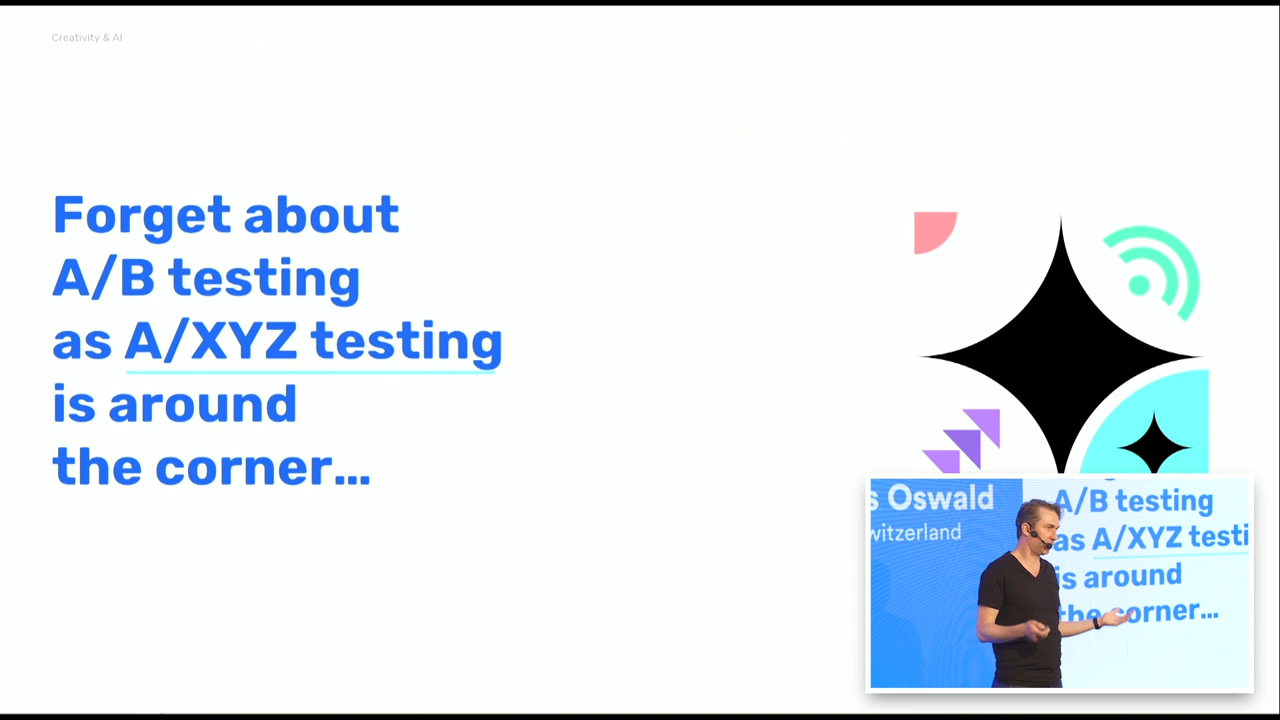 Creativity & AI
Forget about
A/B testing
as A/XYZ testing
is around
the corner...
s Oswald
witzerland
A/B testing
as A/XYZ testi
is around
the corner...